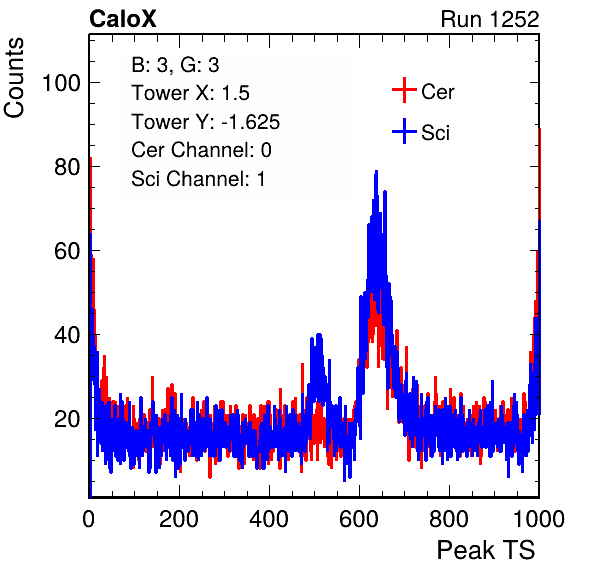 CaloX Run 1252
Counts
B: 3, G: 3
Tower X: 1.5
Tower Y: -1.625
Cer Channel: 0
Sci Channel: 1
Cer
Sci
100
80
60
40
20
0 200 400 600 800 1000
Peak TS